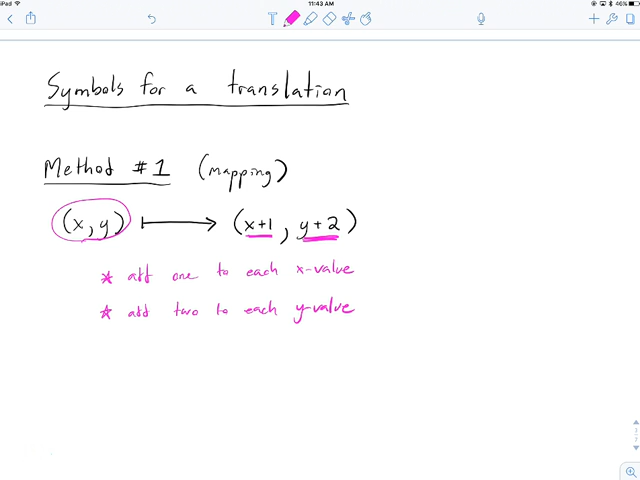 iPad 11:43 AM 46%
Symbols for a translation
Method #1 (mapping)
(x, y) ↦ (x+1, y+2)
* add one to each x-value
* add two to each y-value